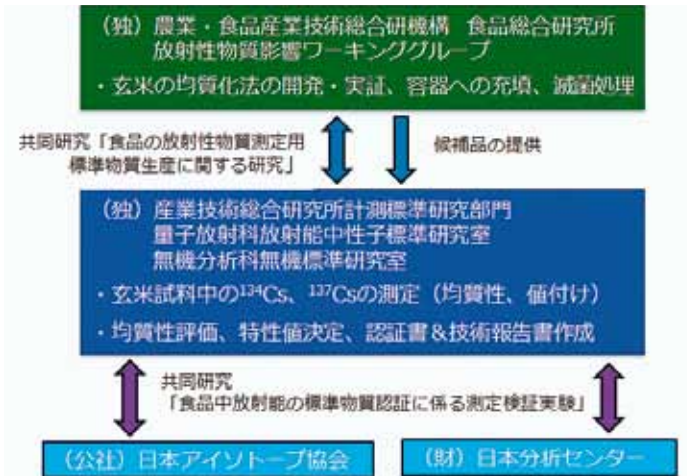 （独）農業・食品産業技術総合研機構　食品総合研究所
放射性物質影響ワーキンググループ
・玄米の均質化法の開発・実証、容器への充填、滅菌処理
共同研究「食品の放射性物質測定用
標準物質生産に関する研究」
候補品の提供
（独）産業技術総合研究所計測標準研究部門
量子放射科放射能中性子標準研究室
無機分析科無機標準研究室
・玄米試料中の¹³⁴Cs、¹³⁷Csの測定（均質性、値付け）
・均質性評価、特性値決定、認証書＆技術報告書作成
共同研究
「食品中放射能の標準物質認証に係る測定検証実験」
（公社）日本アイソトープ協会
（財）日本分析センター